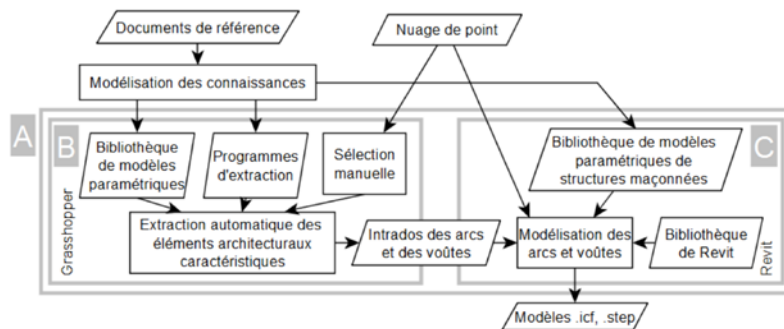 Documents de référence
Nuage de point
Modélisation des connaissances
A
B
C
Bibliothèque
de modèles
paramétriques
Programmes
d'extraction
Sélection
manuelle
Bibliothèque de modèles
paramétriques de
structures maçonnées
Grasshopper
Extraction automatique des
éléments architecturaux
caractéristiques
Intrados des arcs
et des voûtes
Modélisation des
arcs et voûtes
Bibliothèque
de Revit
Revit
Modèles .icf, .step